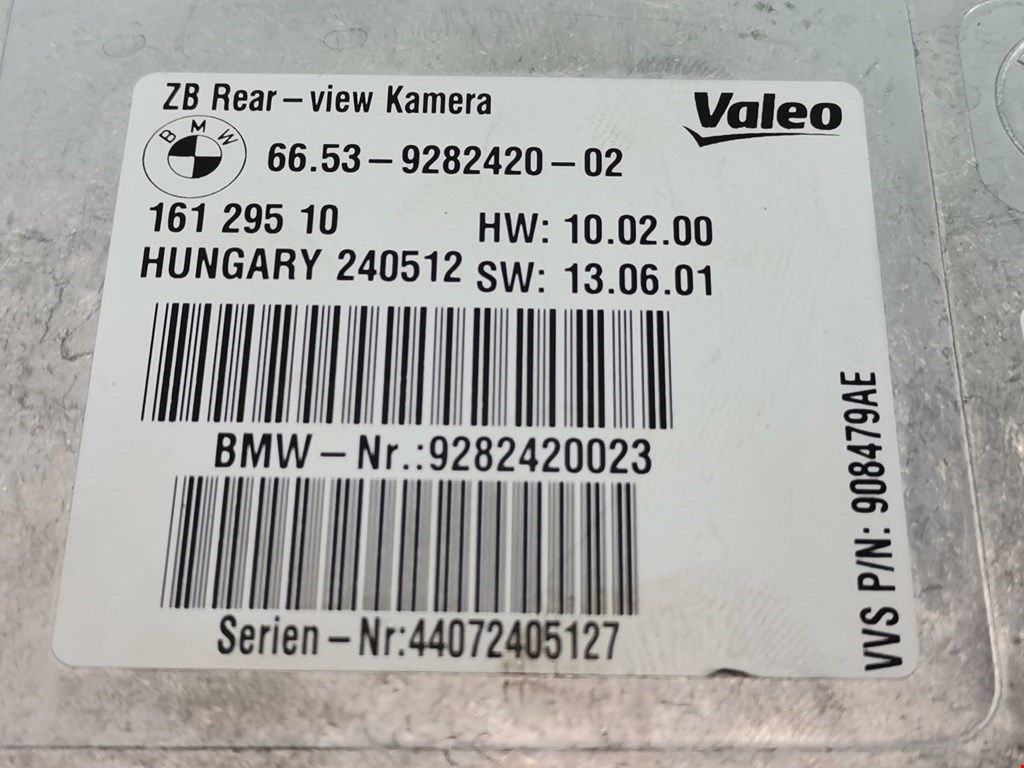 ZB Rear-view Kamera
Valeo
BMW
66.53-9282420-02
161 295 10
HW: 10.02.00
HUNGARY 240512
SW: 13.06.01
BMW-Nr.:9282420023
Serien-Nr:44072405127
VVS P/N: 908479AE